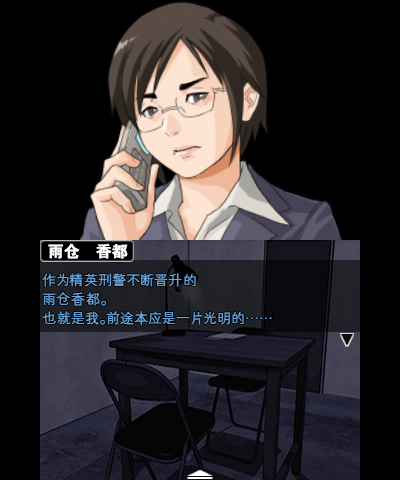 雨仓　香都
作为精英刑警不断晋升的
雨仓香都。
也就是我。前途本应是一片光明的……